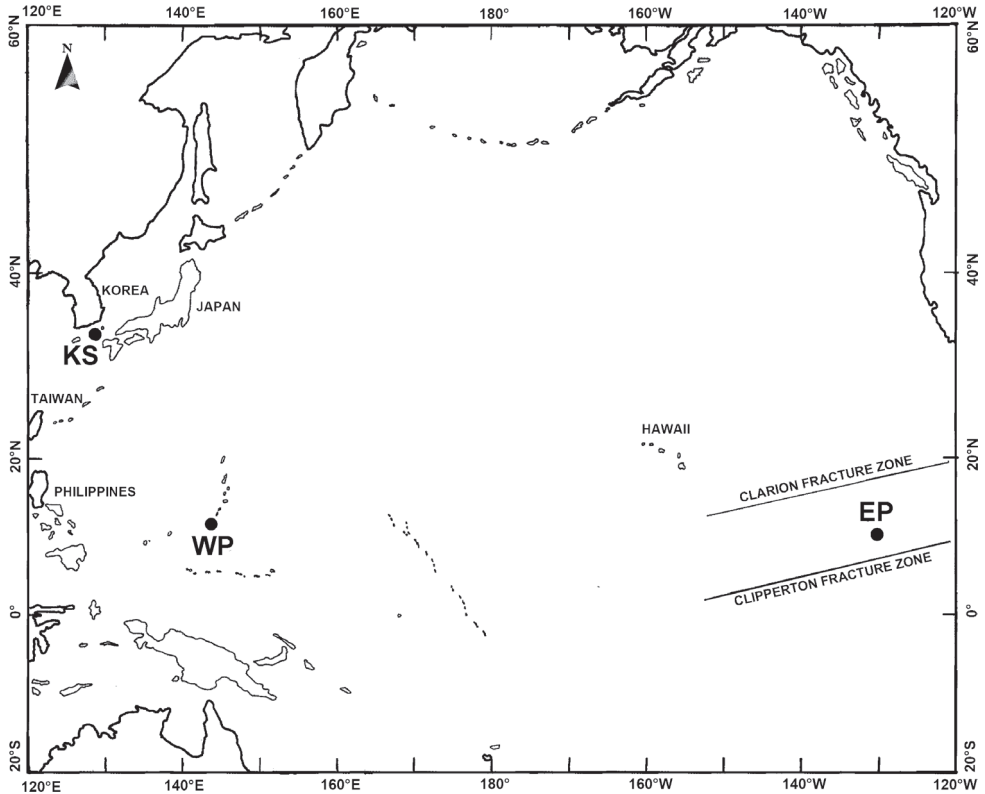 120°E 140°E 160°E 180° 160°W 140°W 120°W
60°N 60°N
N
40°N 40°N
KOREA
JAPAN
KS
TAIWAN
HAWAII
20°N 20°N
CLARION FRACTURE ZONE
PHILIPPINES
EP
WP
CLIPPERTON FRACTURE ZONE
0° 0°
20°S 20°S
120°E 140°E 160°E 180° 160°W 140°W 120°W